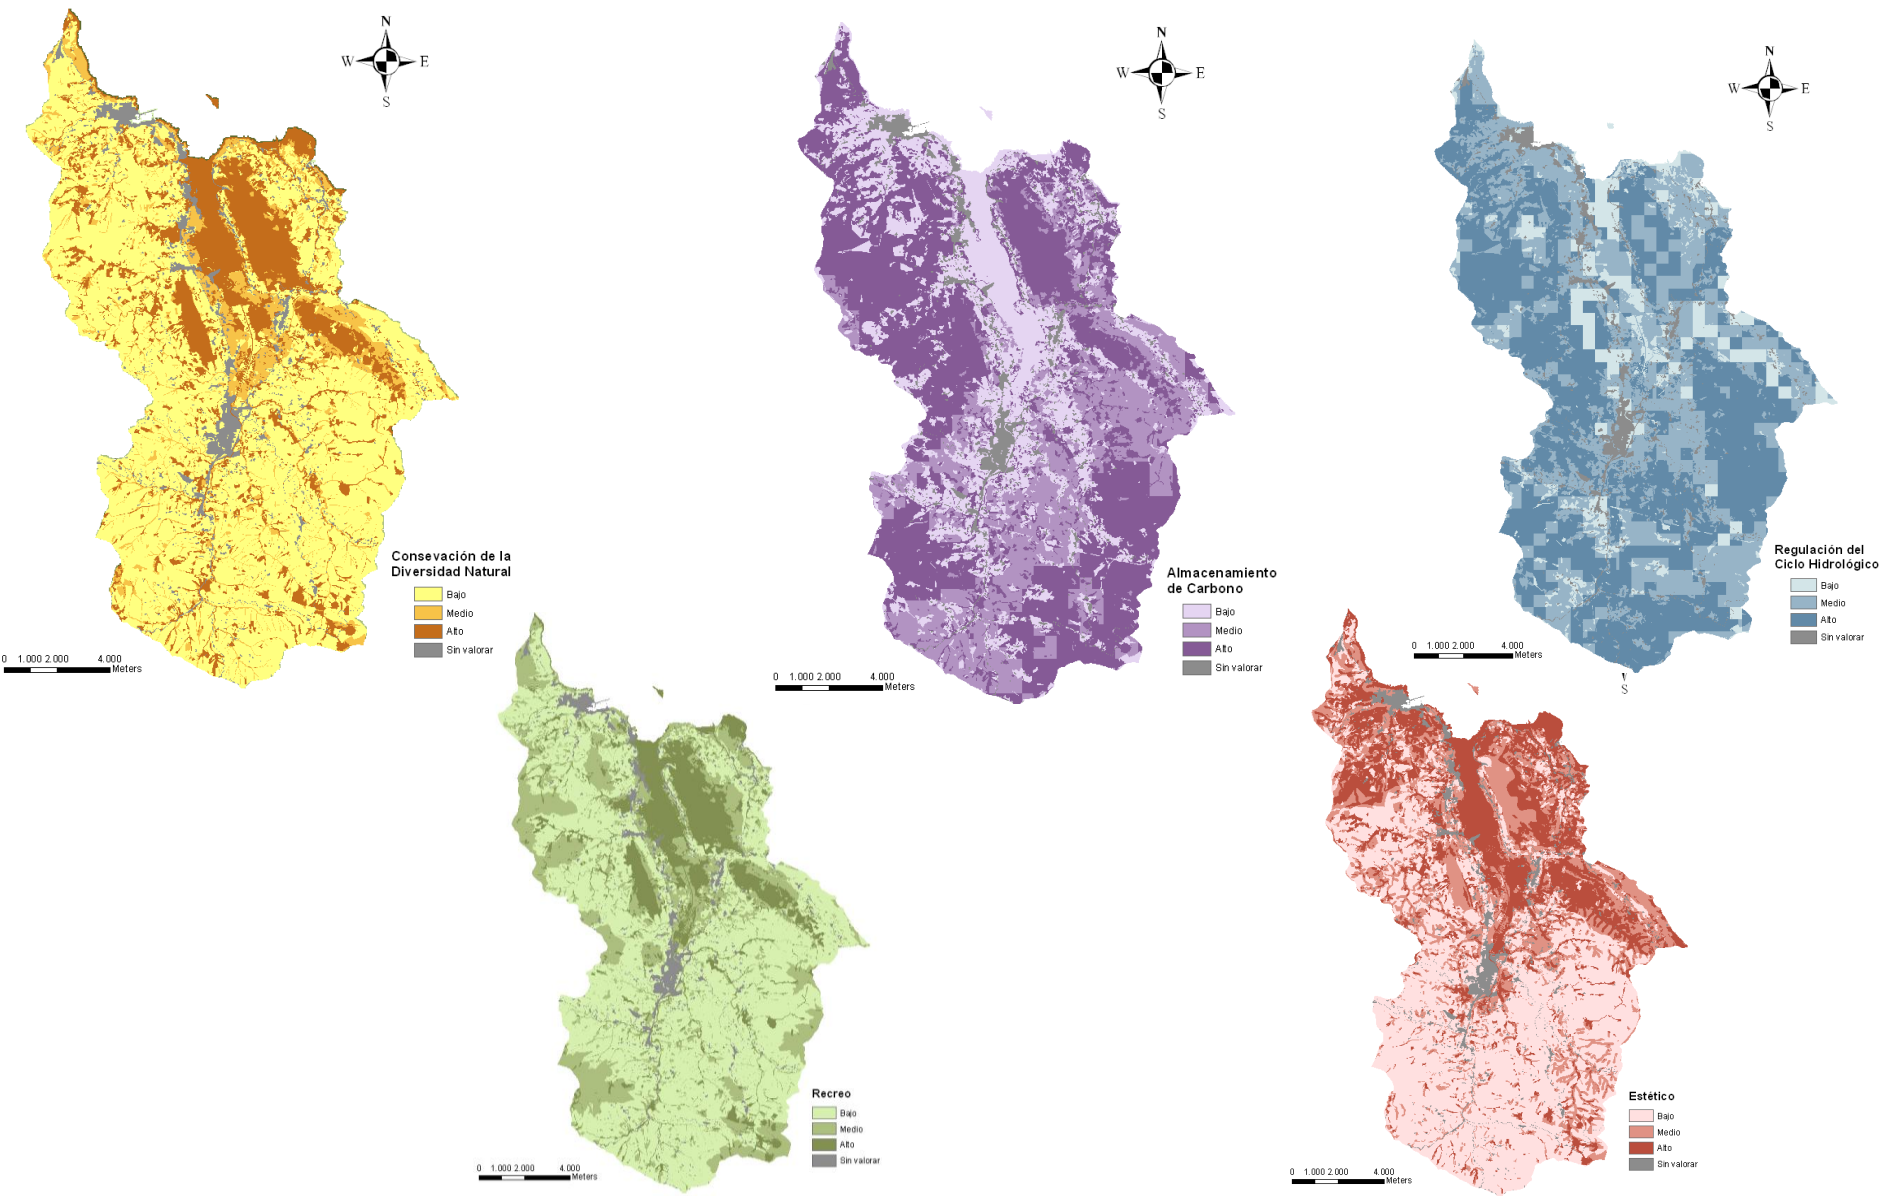 N
W
E
S
Consevación de la
Diversidad Natural
Bajo
Medio
Alto
Sin valorar
0 1.000 2.000 4.000
Meters
N
W
E
S
Almacenamiento
de Carbono
Bajo
Medio
Alto
Sin valorar
0 1.000 2.000 4.000
Meters
N
W
E
S
Regulación del
Ciclo Hidrológico
Bajo
Medio
Alto
Sin valorar
0 1.000 2.000 4.000
Meters
S
Recreo
Bajo
Medio
Alto
Sin valorar
0 1.000 2.000 4.000
Meters
Estético
Bajo
Medio
Alto
Sin valorar
0 1.000 2.000 4.000
Meters